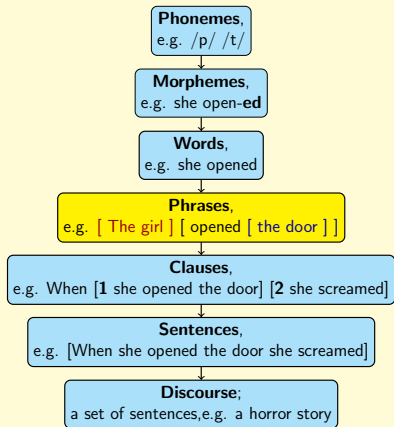 Phonemes,
e.g. /p/ /t/
Morphemes,
e.g. she open-ed
Words,
e.g. she opened
Phrases,
e.g. [ The girl ] [ opened [ the door ] ]
Clauses,
e.g. When [1 she opened the door] [2 she screamed]
Sentences,
e.g. [When she opened the door she screamed]
Discourse;
a set of sentences,e.g. a horror story